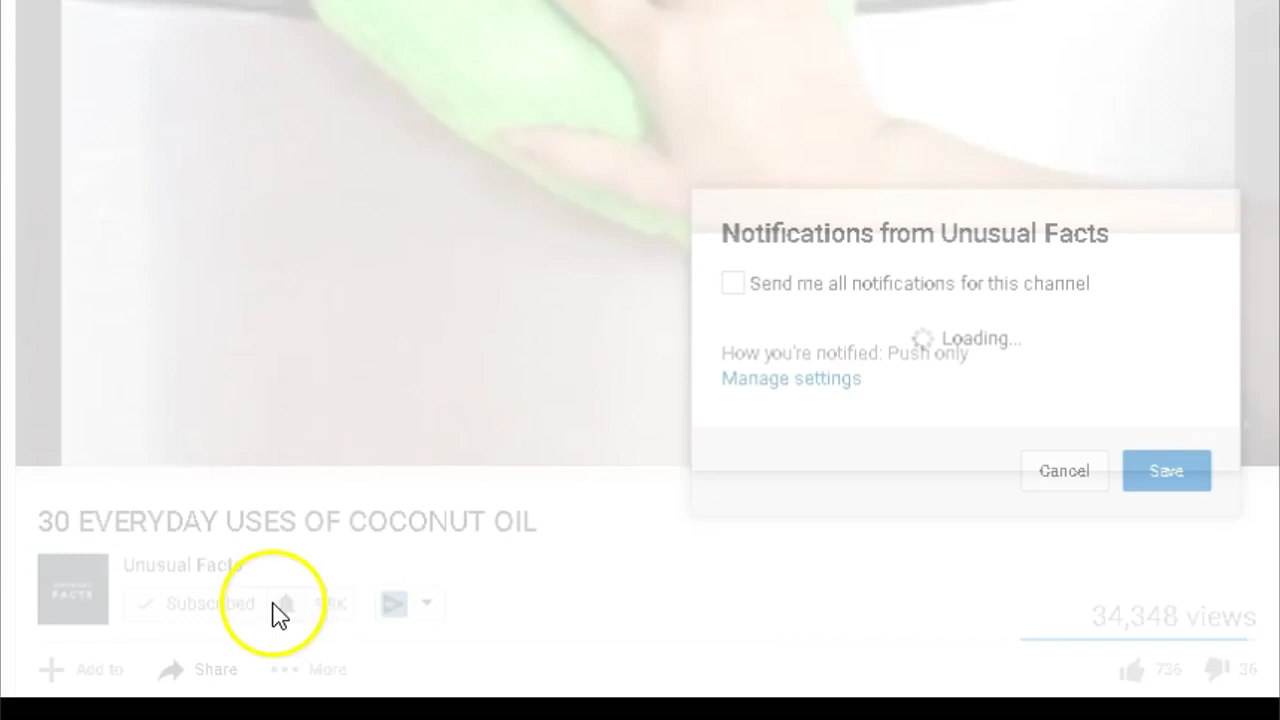 Notifications from Unusual Facts
Send me all notifications for this channel
Loading...
How you're notified: Push only
Manage settings
Cancel Save
30 EVERYDAY USES OF COCONUT OIL
Unusual Facts
FACTS
Subscribed
34,348 views
Add to Share More
736 36